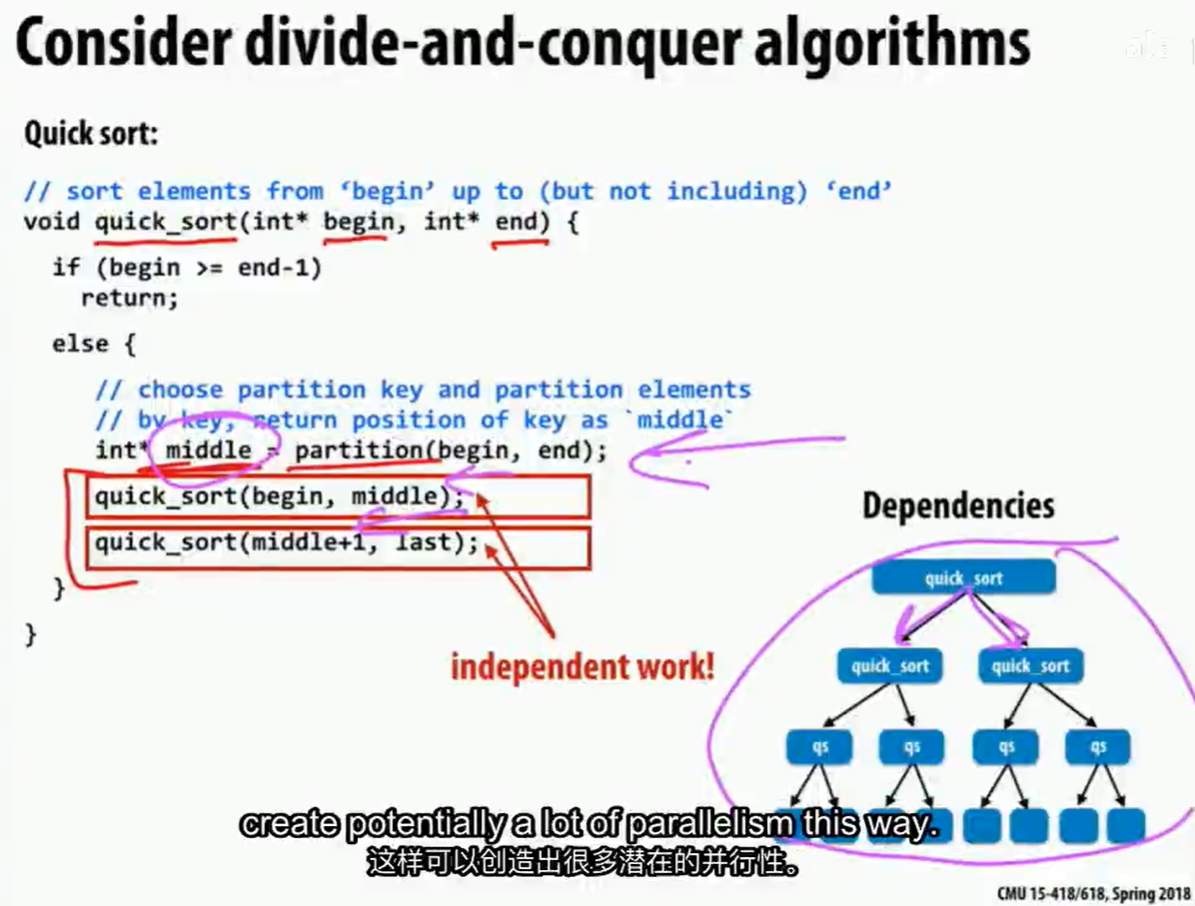 Consider divide-and-conquer algorithms
Quick sort:
// sort elements from ‘begin’ up to (but not including) ‘end’
void quick_sort(int* begin, int* end) {
if (begin >= end-1)
return;
else {
// choose partition key and partition elements
// by key, return position of key as `middle`
int* middle = partition(begin, end);
quick_sort(begin, middle);
quick_sort(middle+1, last);
}
}
independent work!
Dependencies
quick_sort
quick_sort quick_sort
qs qs qs qs
create potentially a lot of parallelism this way.
这样可以创造出很多潜在的并行性。
CMU 15-418/618, Spring 2018